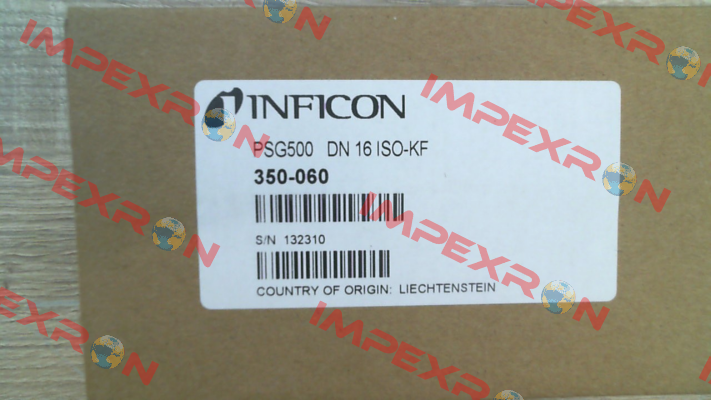 INFICON
PSG500 DN 16 ISO-KF
350-060
S/N 132310
COUNTRY OF ORIGIN: LIECHTENSTEIN
IMPEXRON
IMPEXRON
IMPEXRON
IMPEXRON
IMPEXRON
IMPEXRON